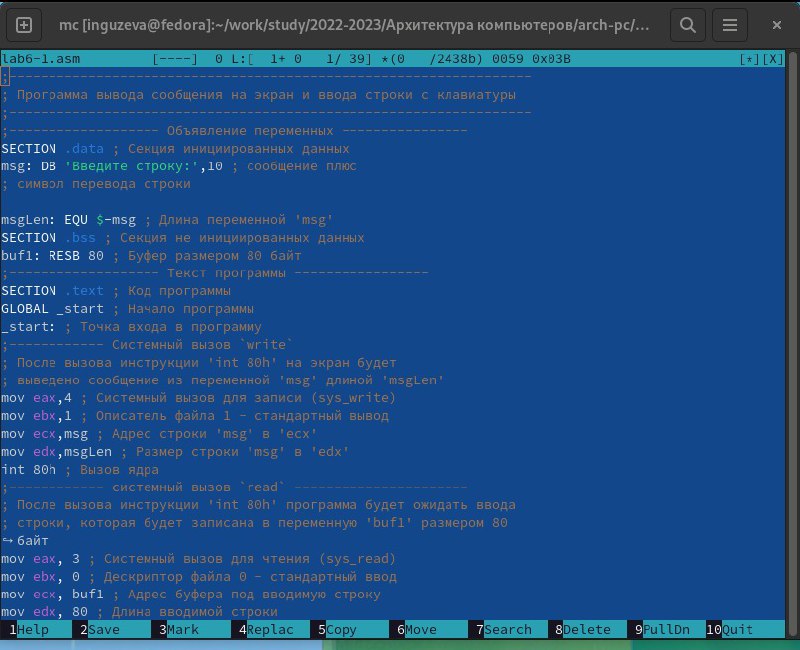 mc [inguzeva@fedora]:~/work/study/2022-2023/Архитектура компьютеров/arch-pc/...
lab6-1.asm [----] 0 L:[ 1+ 0 1/ 39] *(0 /2438b) 0059 0x03B [*][X]
;------------------------------------------------------------------
; Программа вывода сообщения на экран и ввода строки с клавиатуры
;------------------------------------------------------------------
;------------------- Объявление переменных ----------------
SECTION .data ; Секция инициированных данных
msg: DB 'Введите строку:',10 ; сообщение плюс
; символ перевода строки
msgLen: EQU $-msg ; Длина переменной 'msg'
SECTION .bss ; Секция не инициированных данных
buf1: RESB 80 ; Буфер размером 80 байт
;------------------- Текст программы -----------------
SECTION .text ; Код программы
GLOBAL _start ; Начало программы
_start: ; Точка входа в программу
;------------ Системный вызов `write`
; После вызова инструкции 'int 80h' на экран будет
; выведено сообщение из переменной 'msg' длиной 'msgLen'
mov eax,4 ; Системный вызов для записи (sys_write)
mov ebx,1 ; Описатель файла 1 - стандартный вывод
mov ecx,msg ; Адрес строки 'msg' в 'ecx'
mov edx,msgLen ; Размер строки 'msg' в 'edx'
int 80h ; Вызов ядра
;------------ системный вызов `read` ----------------------
; После вызова инструкции 'int 80h' программа будет ожидать ввода
; строки, которая будет записана в переменную 'buf1' размером 80
↪ байт
mov eax, 3 ; Системный вызов для чтения (sys_read)
mov ebx, 0 ; Дескриптор файла 0 - стандартный ввод
mov ecx, buf1 ; Адрес буфера под вводимую строку
mov edx, 80 ; Длина вводимой строки
1Help 2Save 3Mark 4Replac 5Copy 6Move 7Search 8Delete 9PullDn 10Quit